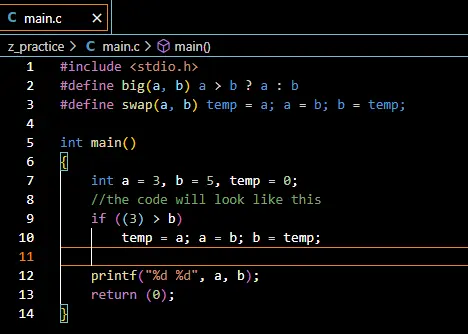 C main.c ×
z_practice > C main.c > main()
1 #include <stdio.h>
2 #define big(a, b) a > b ? a : b
3 #define swap(a, b) temp = a; a = b; b = temp;
4
5 int main()
6 {
7     int a = 3, b = 5, temp = 0;
8     //the code will look like this
9     if ((3) > b)
10         temp = a; a = b; b = temp;
11
12     printf("%d %d", a, b);
13     return (0);
14 }